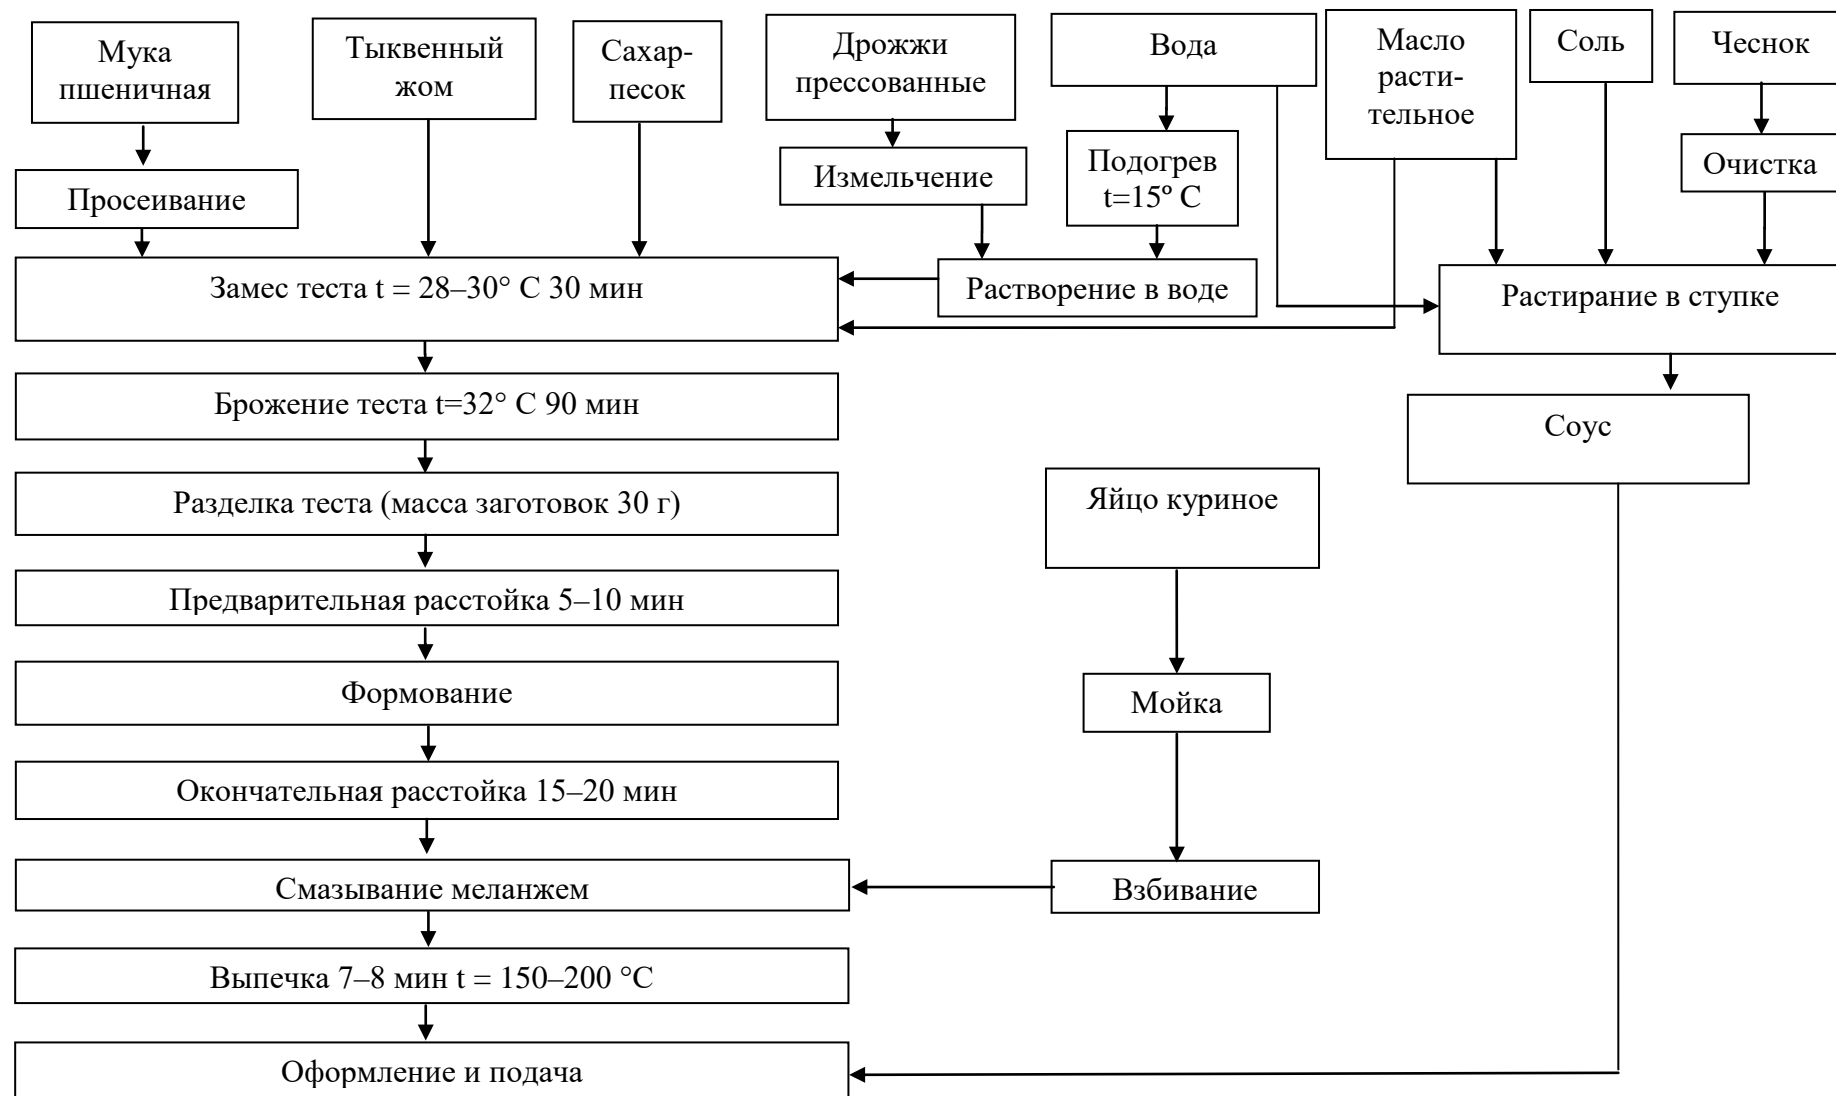 Мука
пшеничная
Тыквенный
жом
Сахар-
песок
Дрожжи
прессованные
Вода
Масло
расти-
тельное
Соль
Чеснок
Просеивание
Измельчение
Подогрев
t=15º С
Очистка
Замес теста t = 28–30° С 30 мин
Растворение в воде
Растирание в ступке
Брожение теста t=32° С 90 мин
Соус
Разделка теста (масса заготовок 30 г)
Яйцо куриное
Предварительная расстойка 5–10 мин
Формование
Мойка
Окончательная расстойка 15–20 мин
Смазывание меланжем
Взбивание
Выпечка 7–8 мин t = 150–200 °С
Оформление и подача